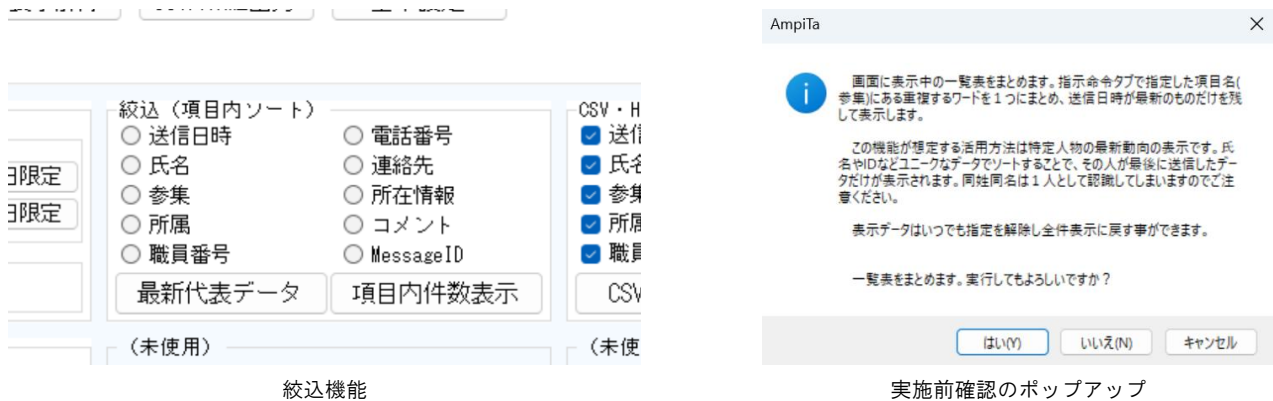 AmpiTa
絞込（項目内ソート）
送信日時
電話番号
氏名
連絡先
参集
所在情報
所属
コメント
職員番号
MessageID
最新代表データ
項目内件数表示
（未使用）
日限定
日限定
CSV・H
送信
氏名
参集
所属
職員
CSV
（未使
画面に表示中の一覧表をまとめます。指示命令タブで指定した項目名(
参集)にある重複するワードを１つにまとめ、送信日時が最新のものだけを残
して表示します。
この機能が想定する活用方法は特定人物の最新動向の表示です。氏
名やIDなどユニークなデータでソートすることで、その人が最後に送信したデー
タだけが表示されます。同姓同名は１人として認識してしまいますのでご注
意ください。
表示データはいつでも指定を解除し全件表示に戻す事ができます。
一覧表をまとめます。実行してもよろしいですか？
はい(Y)
いいえ(N)
キャンセル
絞込機能
実施前確認のポップアップ